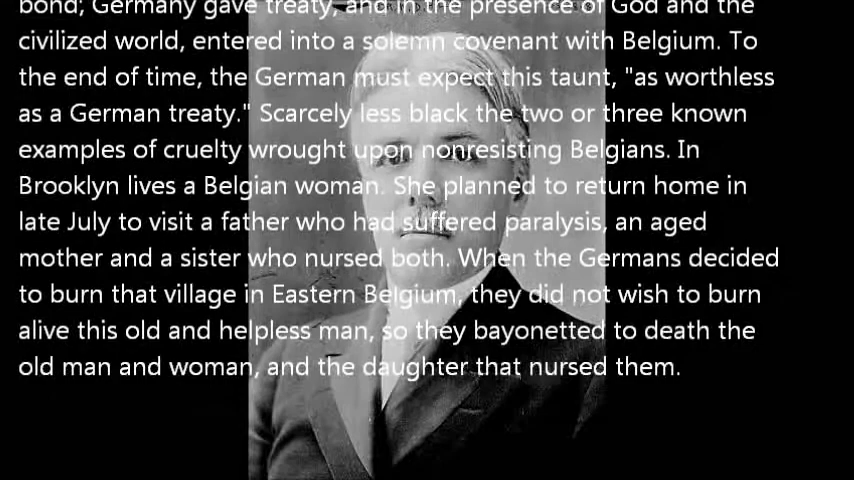 bond; Germany gave treaty, and in the presence of God and the
civilized world, entered into a solemn covenant with Belgium. To
the end of time, the German must expect this taunt, "as worthless
as a German treaty." Scarcely less black the two or three known
examples of cruelty wrought upon nonresisting Belgians. In
Brooklyn lives a Belgian woman. She planned to return home in
late July to visit a father who had suffered paralysis, an aged
mother and a sister who nursed both. When the Germans decided
to burn that village in Eastern Belgium, they did not wish to burn
alive this old and helpless man, so they bayonetted to death the
old man and woman, and the daughter that nursed them.